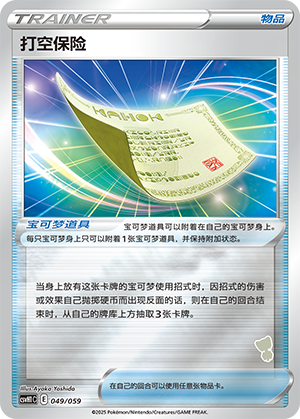 TRAINER 物品
打空保险
宝可梦道具
宝可梦道具可以附着在自己的宝可梦身上。
每只宝可梦身上只可以附着1张宝可梦道具,并保持附加状态。
当身上放有这张卡牌的宝可梦使用招式时,因招式的伤害
或效果自己抛掷硬币而出现反面的话,则在自己的回合结
束时,从自己的牌库上方抽取3张卡牌。
Illus. Ayaka Yoshida
CSVH1 C E 049/059
在自己的回合可以使用任意张物品卡。
©2025 Pokémon/Nintendo/Creatures/GAME FREAK.